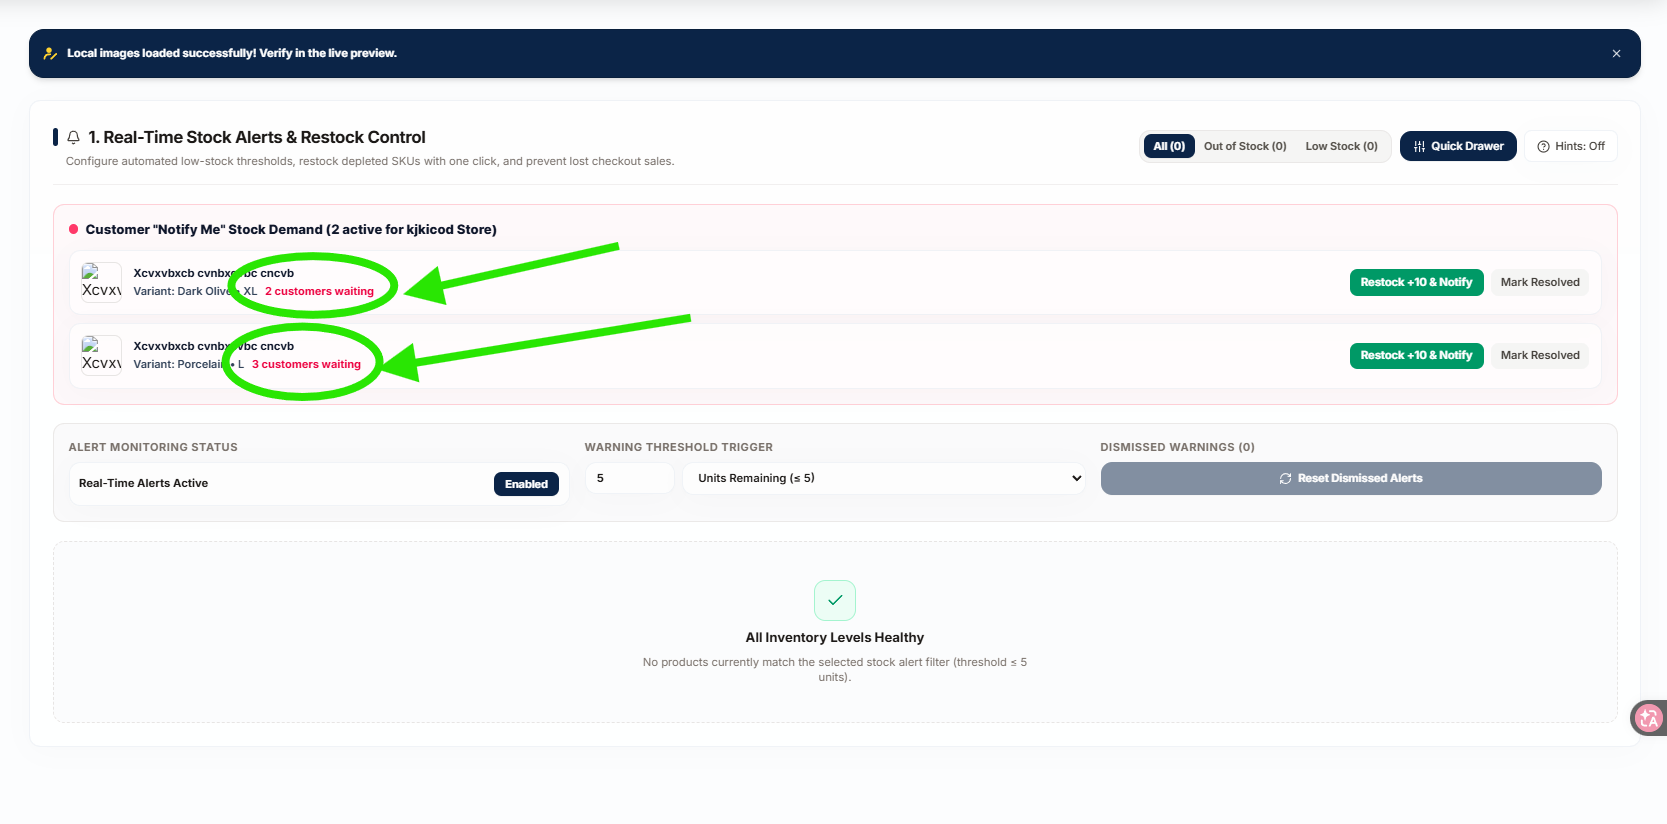 Local images loaded successfully! Verify in the live preview.
1. Real-Time Stock Alerts & Restock Control
Configure automated low-stock thresholds, restock depleted SKUs with one click, and prevent lost checkout sales.
All (0) Out of Stock (0) Low Stock (0) Quick Drawer Hints: Off
Customer "Notify Me" Stock Demand (2 active for kjkicod Store)
Xcvx
Xcvxvbxcb
cncvb
Variant: Dark Olive • XL 2 customers waiting
Restock +10 & Notify Mark Resolved
Xcvx
Xcvxvbxcb
cncvb
Variant: Porcelain • L 3 customers waiting
Restock +10 & Notify Mark Resolved
ALERT MONITORING STATUS
Real-Time Alerts Active Enabled
WARNING THRESHOLD TRIGGER
5 Units Remaining (≤ 5)
DISMISSED WARNINGS (0)
Reset Dismissed Alerts
All Inventory Levels Healthy
No products currently match the selected stock alert filter (threshold ≤ 5
units).